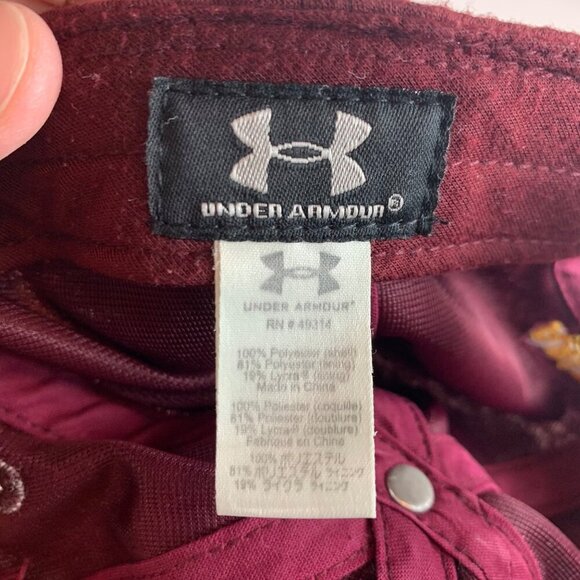 UNDER ARMOUR®
UNDER ARMOUR®
RN # 49314
100% Polyester (shell)
81% Polyester (lining)
19% Lycra® (lining)
Made in China
100% Poliester (coquille)
81% Poliester (doublure)
19% Lycra® (doublure)
Fabriqué en Chine
100% ポリエステル
81% ポリエステル ライニング
19% ライクラ ライニング